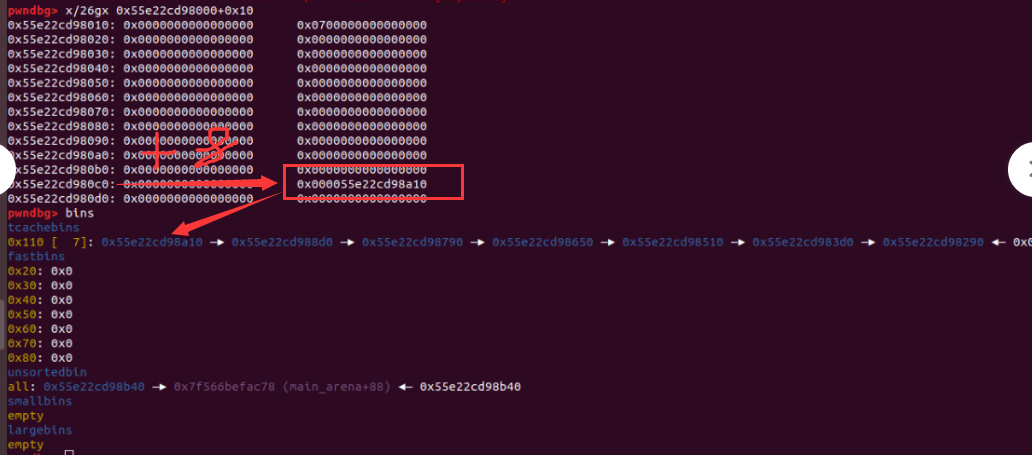 pwndbg> x/26gx 0x55e22cd98000+0x10
0x55e22cd98010: 0x0000000000000000 0x0700000000000000
0x55e22cd98020: 0x0000000000000000 0x0000000000000000
0x55e22cd98030: 0x0000000000000000 0x0000000000000000
0x55e22cd98040: 0x0000000000000000 0x0000000000000000
0x55e22cd98050: 0x0000000000000000 0x0000000000000000
0x55e22cd98060: 0x0000000000000000 0x0000000000000000
0x55e22cd98070: 0x0000000000000000 0x0000000000000000
0x55e22cd98080: 0x0000000000000000 0x0000000000000000
0x55e22cd98090: 0x0000000000000000 0x0000000000000000
0x55e22cd980a0: 0x0000000000000000 0x0000000000000000
0x55e22cd980b0: 0x0000000000000000 0x0000000000000000
0x55e22cd980c0: 0x0000000000000000 0x000055e22cd98a10
0x55e22cd980d0: 0x0000000000000000 0x0000000000000000
pwndbg> bins
tcachebins
0x110 [ 7]: 0x55e22cd98a10 —▸ 0x55e22cd988d0 —▸ 0x55e22cd98790 —▸ 0x55e22cd98650 —▸ 0x55e22cd98510 —▸ 0x55e22cd983d0 —▸ 0x55e22cd98290 ◂—
fastbins
0x20: 0x0
0x30: 0x0
0x40: 0x0
0x50: 0x0
0x60: 0x0
0x70: 0x0
0x80: 0x0
unsortedbin
all: 0x55e22cd98b40 —▸ 0x7f566befac78 (main_arena+88) ◂— 0x55e22cd98b40
smallbins
empty
largebins
empty